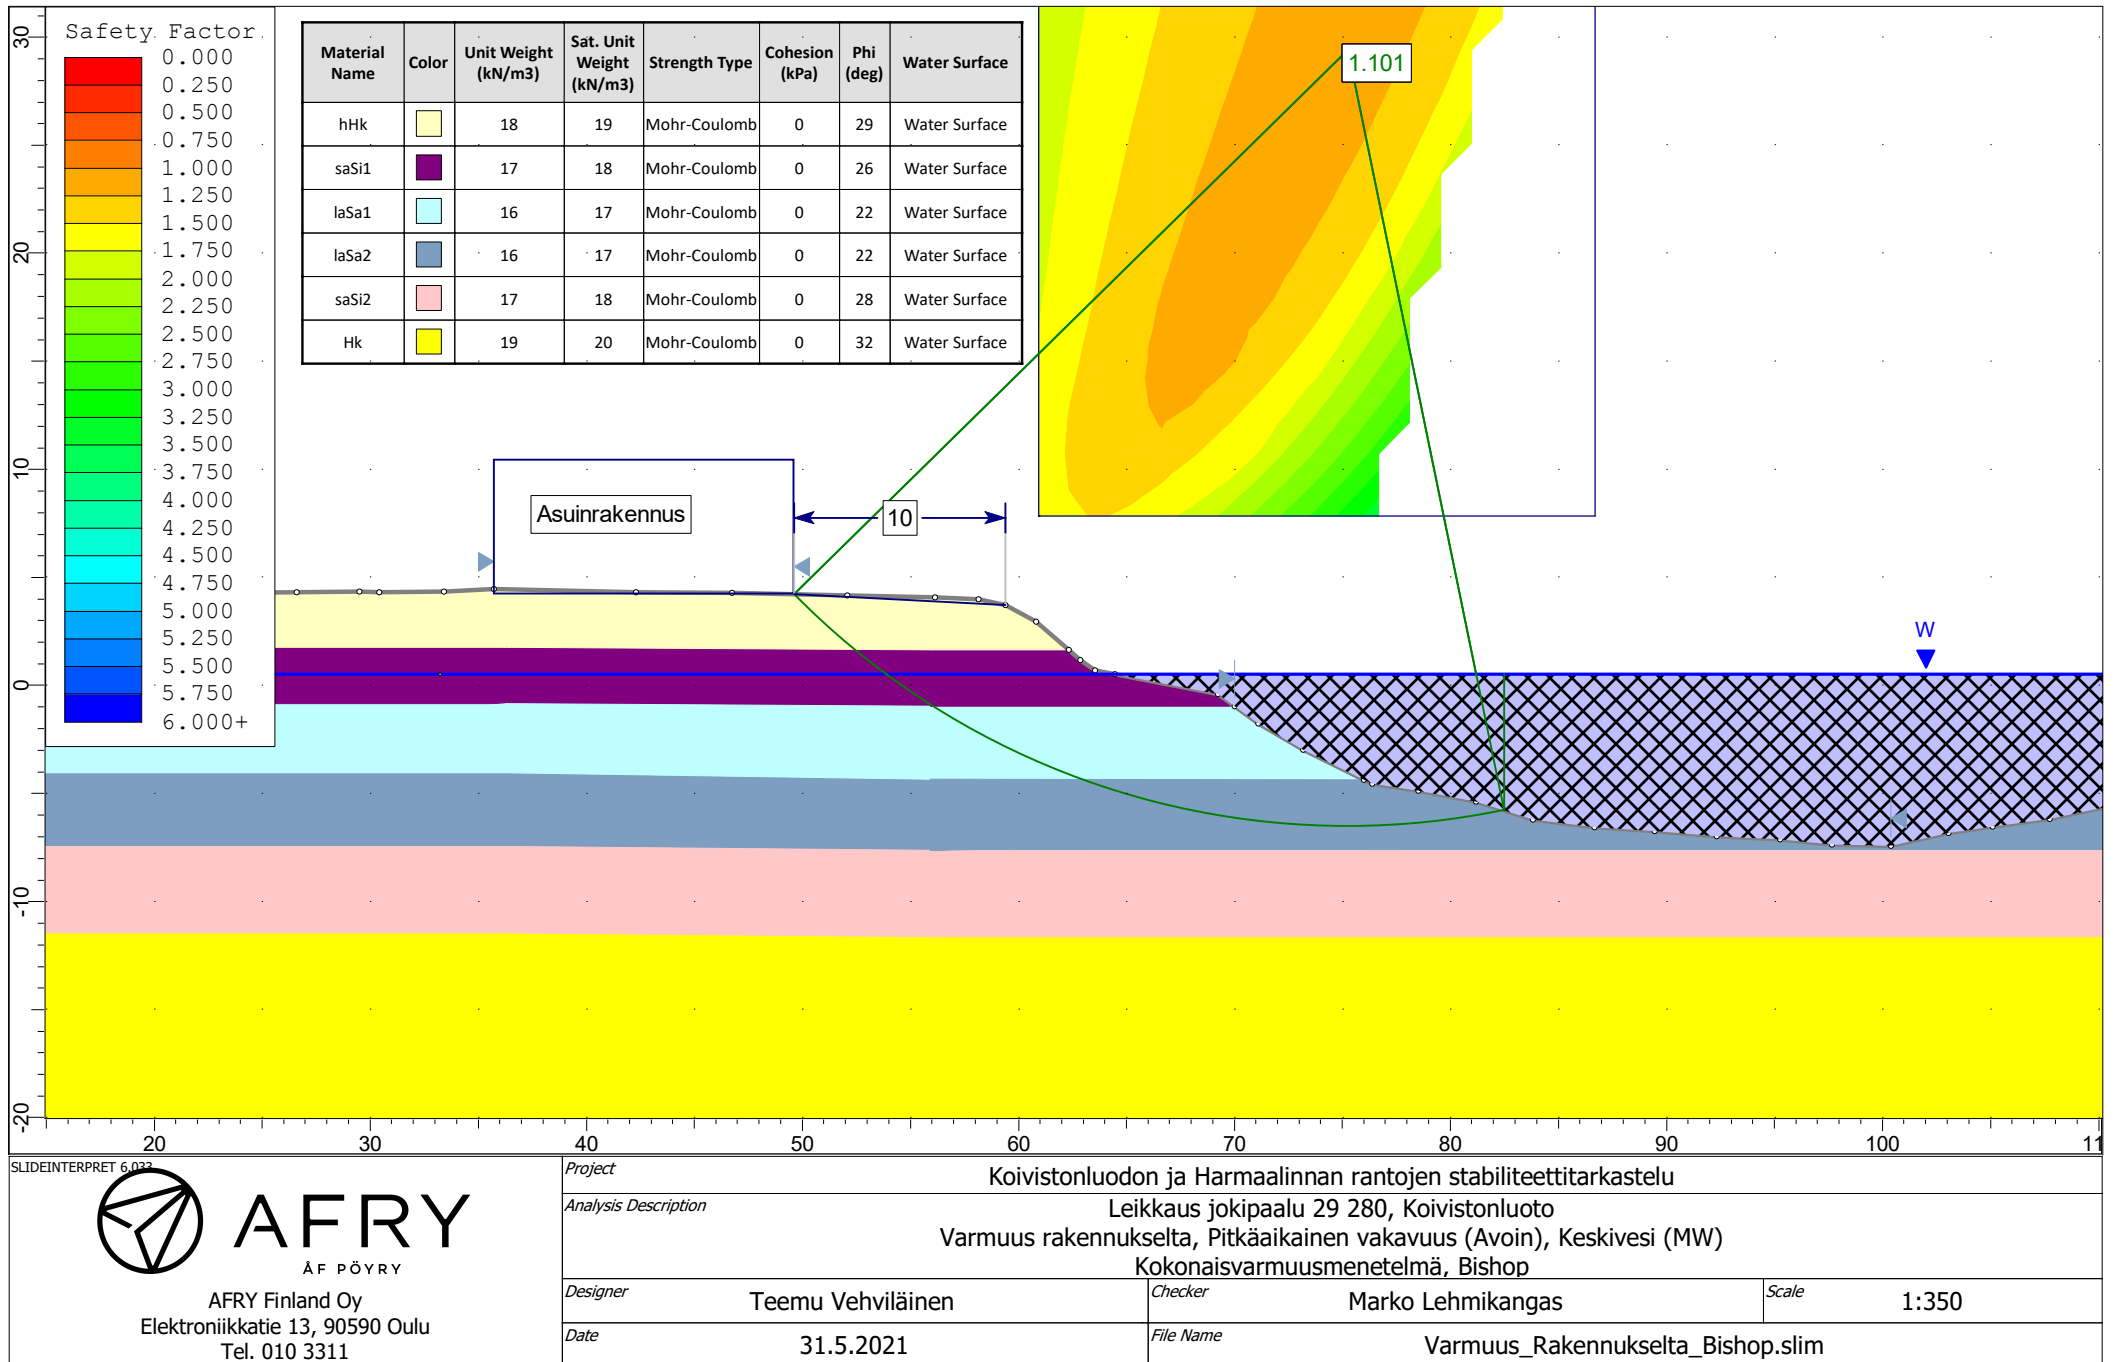 Safety Factor
0.000
0.250
0.500
0.750
1.000
1.250
1.500
1.750
2.000
2.250
2.500
2.750
3.000
3.250
3.500
3.750
4.000
4.250
4.500
4.750
5.000
5.250
5.500
5.750
6.000+
Material Name Color Unit Weight (kN/m3) Sat. Unit Weight (kN/m3) Strength Type Cohesion (kPa) Phi (deg) Water Surface
hHk 18 19 Mohr-Coulomb 0 29 Water Surface
saSi1 17 18 Mohr-Coulomb 0 26 Water Surface
laSa1 16 17 Mohr-Coulomb 0 22 Water Surface
laSa2 16 17 Mohr-Coulomb 0 22 Water Surface
saSi2 17 18 Mohr-Coulomb 0 28 Water Surface
Hk 19 20 Mohr-Coulomb 0 32 Water Surface
1.101
Asuinrakennus
10
W
30
20
10
0
-10
-20
20 30 40 50 60 70 80 90 100 11
SLIDEINTERPRET 6.033
AFRY
ÅF PÖYRY
AFRY Finland Oy
Elektroniikkatie 13, 90590 Oulu
Tel. 010 3311
Project
Koivistonluodon ja Harmaalinnan rantojen stabiliteettitarkastelu
Analysis Description
Leikkaus jokipaalu 29 280, Koivistonluoto
Varmuus rakennukselta, Pitkäaikainen vakavuus (Avoin), Keskivesi (MW)
Kokonaisvarmuusmenetelmä, Bishop
Designer Teemu Vehviläinen
Checker Marko Lehmikangas
Scale 1:350
Date 31.5.2021
File Name Varmuus_Rakennukselta_Bishop.slim